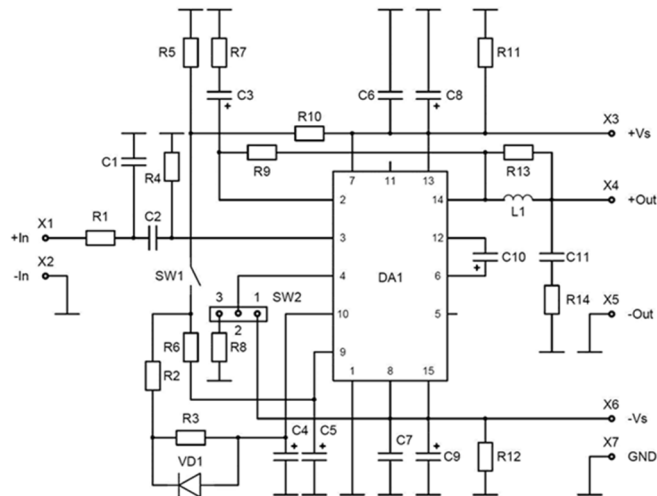 R5
R7
C3
+
C6
C8
+
R11
R10
X3
+Vs
C1
R4
R9
R13
7
11
13
2
14
L1
X4
+Out
X1
+In
R1
C2
3
12
C10
+
C11
X2
-In
SW1
4
DA1
6
3
1
SW2
2
10
5
R14
X5
-Out
R6
R8
9
R2
1
8
15
X6
-Vs
R3
C4
+
C5
+
C7
C9
+
R12
X7
GND
VD1